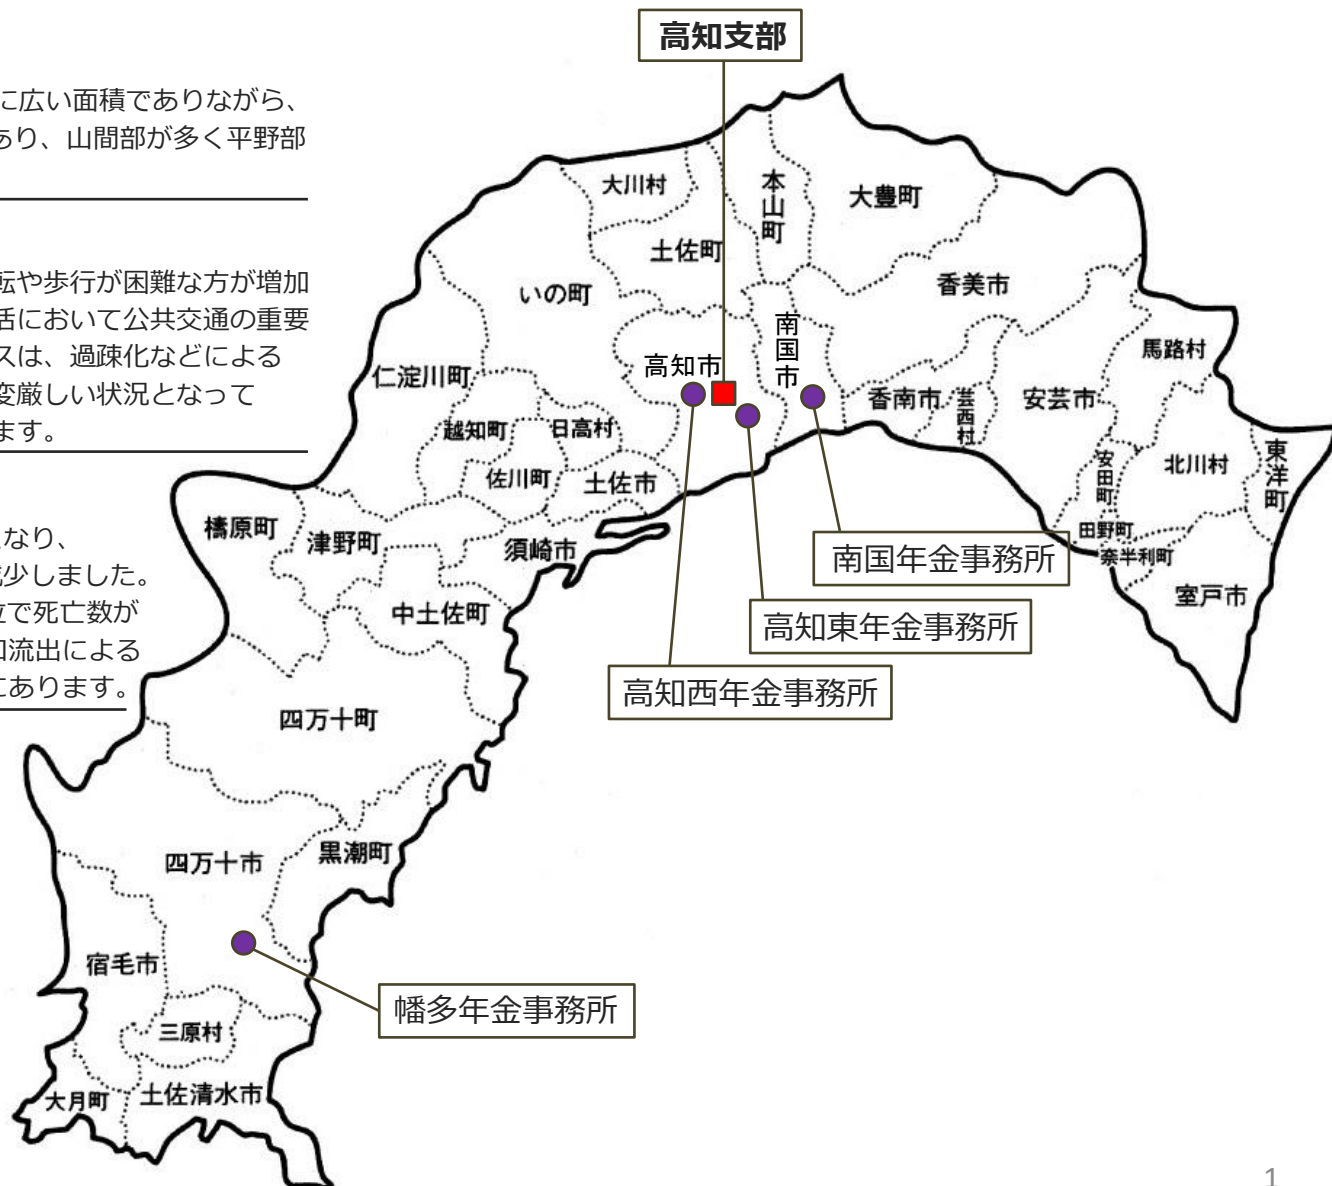 高知支部
に広い面積でありながら、
あり、山間部が多く平野部
転や歩行が困難な方が増加
活において公共交通の重要
スは、過疎化などによる
変厳しい状況となって
ます。
なり、
減少しました。
位で死亡数が
口流出による
にあります。
大川村
本山町
大豊町
土佐町
いの町
香美市
南国市
高知市
仁淀川町
馬路村
香南市
芸西村
安芸市
越知町
日高村
佐川町
土佐市
安田町
北川村
東洋町
檮原町
津野町
須崎市
田野町
奈半利町
室戸市
中土佐町
南国年金事務所
高知東年金事務所
高知西年金事務所
四万十町
四万十市
黒潮町
宿毛市
幡多年金事務所
三原村
大月町
土佐清水市
1